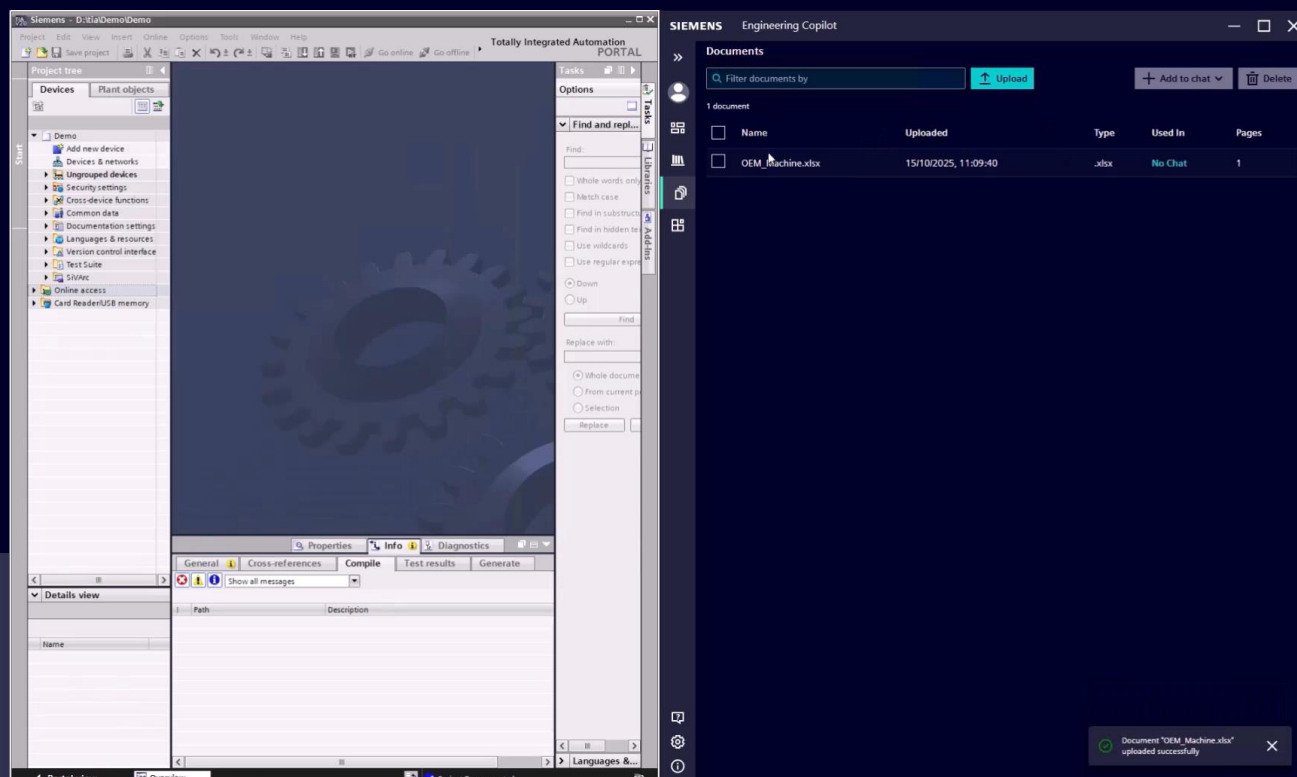 Siemens - D:\tia\Demo\Demo
Project Edit View Insert Online Options Tools Window Help
Save project Go online Go offline
Totally Integrated Automation
PORTAL
Project tree
Devices Plant objects
Start
Demo
Add new device
Devices & networks
Ungrouped devices
Security settings
Cross-device functions
Common data
Documentation settings
Languages & resources
Version control interface
Test Suite
SiVArc
Online access
Card Reader/USB memory
Details view
Name
Properties Info Diagnostics
General Cross-references Compile Test results Generate
Show all messages
! Path Description
Tasks
Options
Find and repl...
Find:
Whole words only
Match case
Find in substructu
Find in hidden tex
Use wildcards
Use regular expre
Down
Up
Find
Replace with:
Whole docume
From current p
Selection
Replace
Languages &...
Tasks
Libraries
Add-Ins
SIEMENS Engineering Copilot
Documents
Filter documents by Upload Add to chat Delete
1 document
Name Uploaded Type Used In Pages
OEM_Machine.xlsx 15/10/2025, 11:09:40 .xlsx No Chat 1
Document "OEM_Machine.xlsx"
uploaded successfully